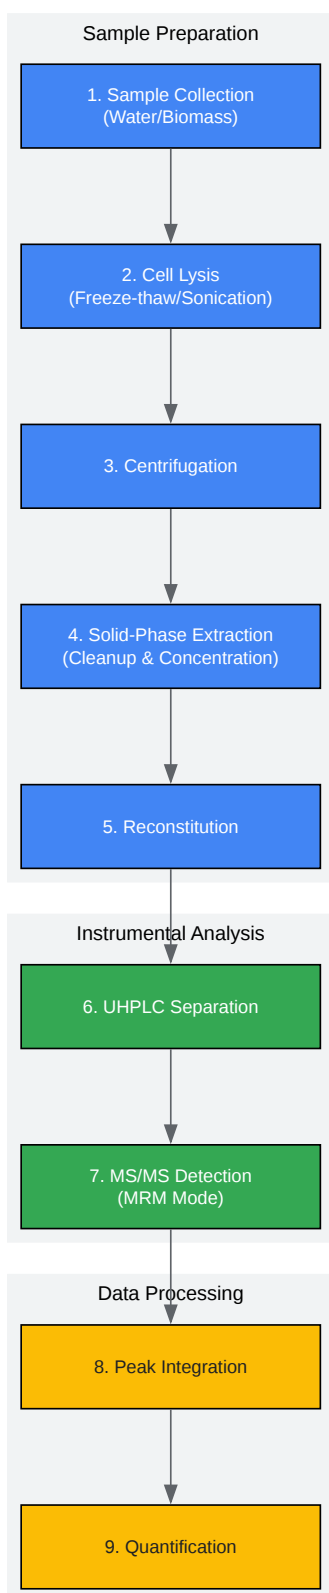 Sample Preparation
1. Sample Collection
(Water/Biomass)
2. Cell Lysis
(Freeze-thaw/Sonication)
3. Centrifugation
4. Solid-Phase Extraction
(Cleanup & Concentration)
5. Reconstitution
Instrumental Analysis
6. UHPLC Separation
7. MS/MS Detection
(MRM Mode)
Data Processing
8. Peak Integration
9. Quantification